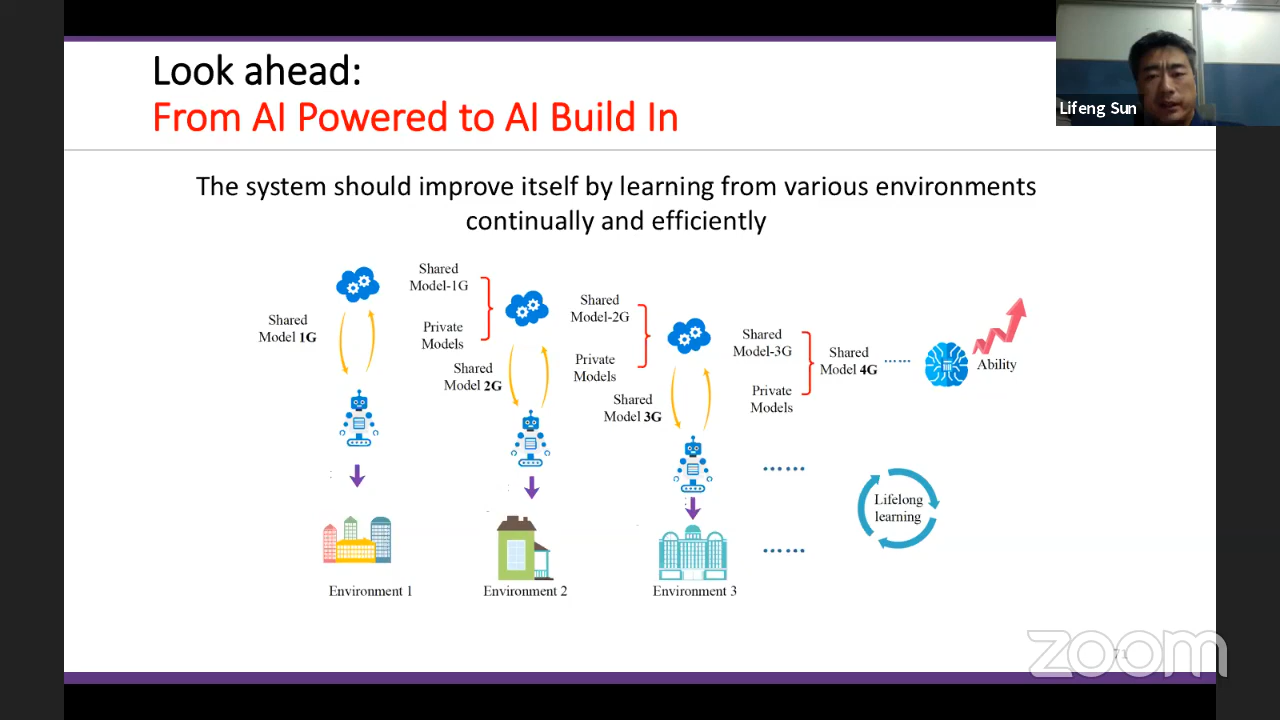 Look ahead:
From AI Powered to AI Build In
Lifeng Sun
The system should improve itself by learning from various environments
continually and efficiently
Shared
Model 1G
Shared
Model-1G
Private
Models
Shared
Model 2G
Shared
Model-2G
Private
Models
Shared
Model 3G
Shared
Model-3G
Private
Models
Shared
Model 4G
......
Ability
......
Lifelong
learning
......
Environment 1
Environment 2
Environment 3
zoom
71